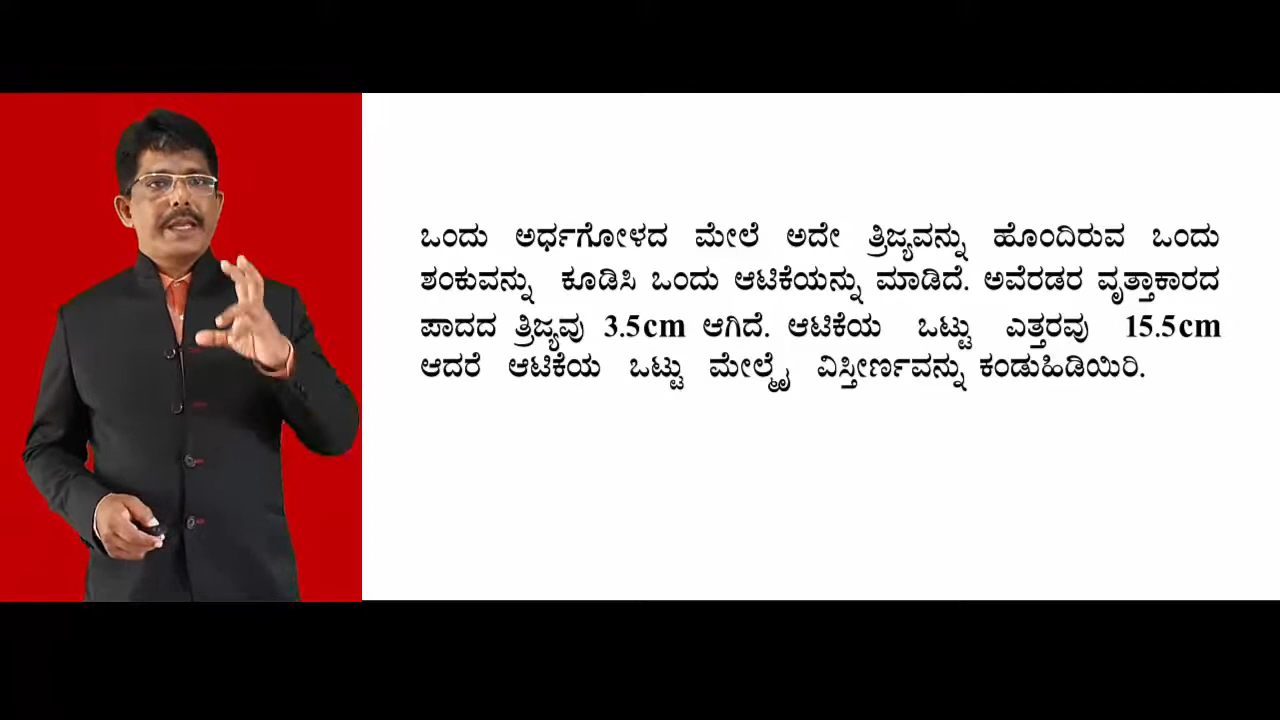 ಒಂದು ಅರ್ಧಗೋಳದ ಮೇಲೆ ಅದೇ ತ್ರಿಜ್ಯವನ್ನು ಹೊಂದಿರುವ ಒಂದು
ಶಂಕುವನ್ನು ಕೂಡಿಸಿ ಒಂದು ಆಟಿಕೆಯನ್ನು ಮಾಡಿದೆ. ಅವೆರಡರ ವೃತ್ತಾಕಾರದ
ಪಾದದ ತ್ರಿಜ್ಯವು 3.5cm ಆಗಿದೆ. ಆಟಿಕೆಯ ಒಟ್ಟು ಎತ್ತರವು 15.5cm
ಆದರೆ ಆಟಿಕೆಯ ಒಟ್ಟು ಮೇಲ್ಮೈ ವಿಸ್ತೀರ್ಣವನ್ನು ಕಂಡುಹಿಡಿಯಿರಿ.